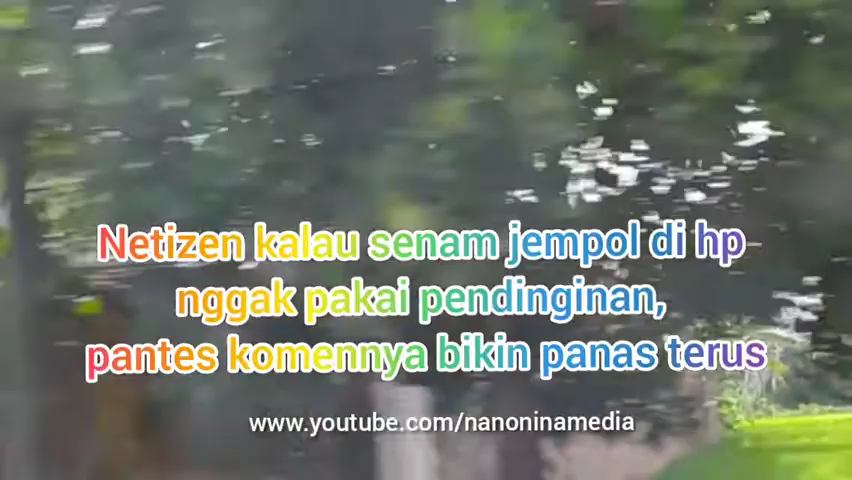 Netizen kalau senam jempol di hp
nggak pakai pendinginan,
pantes komennya bikin panas terus
www.youtube.com/nanoninamedia